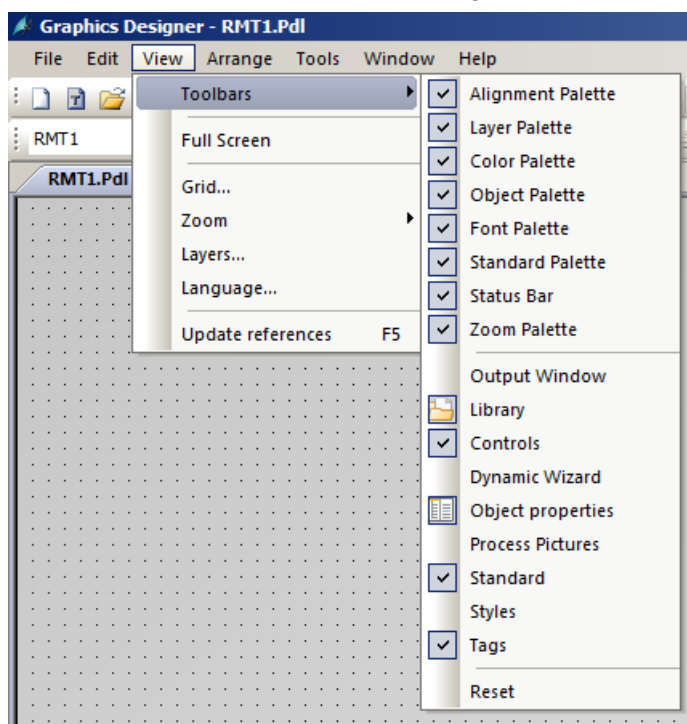 Graphics Designer - RMT1.Pdl
File Edit View Arrange Tools Window Help
Toolbars
RMT1
Full Screen
RMT1.Pdl
Grid...
Zoom
Layers...
Language...
Update references F5
Alignment Palette
Layer Palette
Color Palette
Object Palette
Font Palette
Standard Palette
Status Bar
Zoom Palette
Output Window
Library
Controls
Dynamic Wizard
Object properties
Process Pictures
Standard
Styles
Tags
Reset